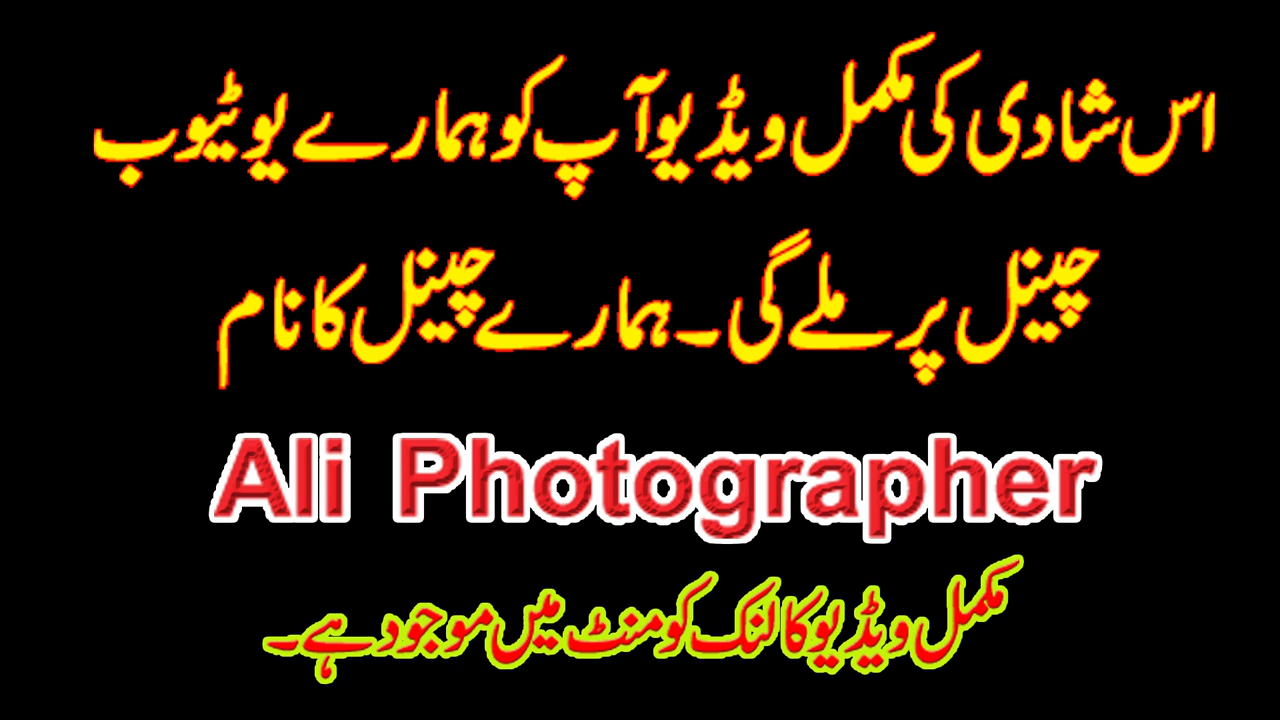 اس شادی کی مکمل ویڈیو آپ کو ہمارے یوٹیوب
چینل پر ملے گی۔ ہمارے چینل کا نام
Ali Photographer
مکمل ویڈیو کا لنک کومنٹ میں موجود ہے۔